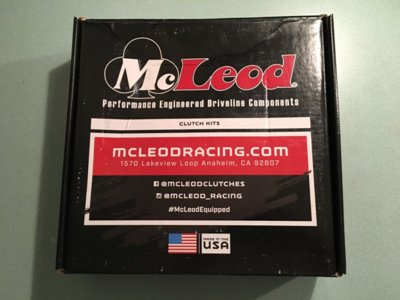 McLeod®
Performance Engineered Driveline Components
CLUTCH KITS
MCLEODRACING.COM
1570 Lakeview Loop Anaheim, CA 92807
@MCLEODCLUTCHES
@MCLEOD_RACING
#McLeodEquipped
MADE IN THE
USA